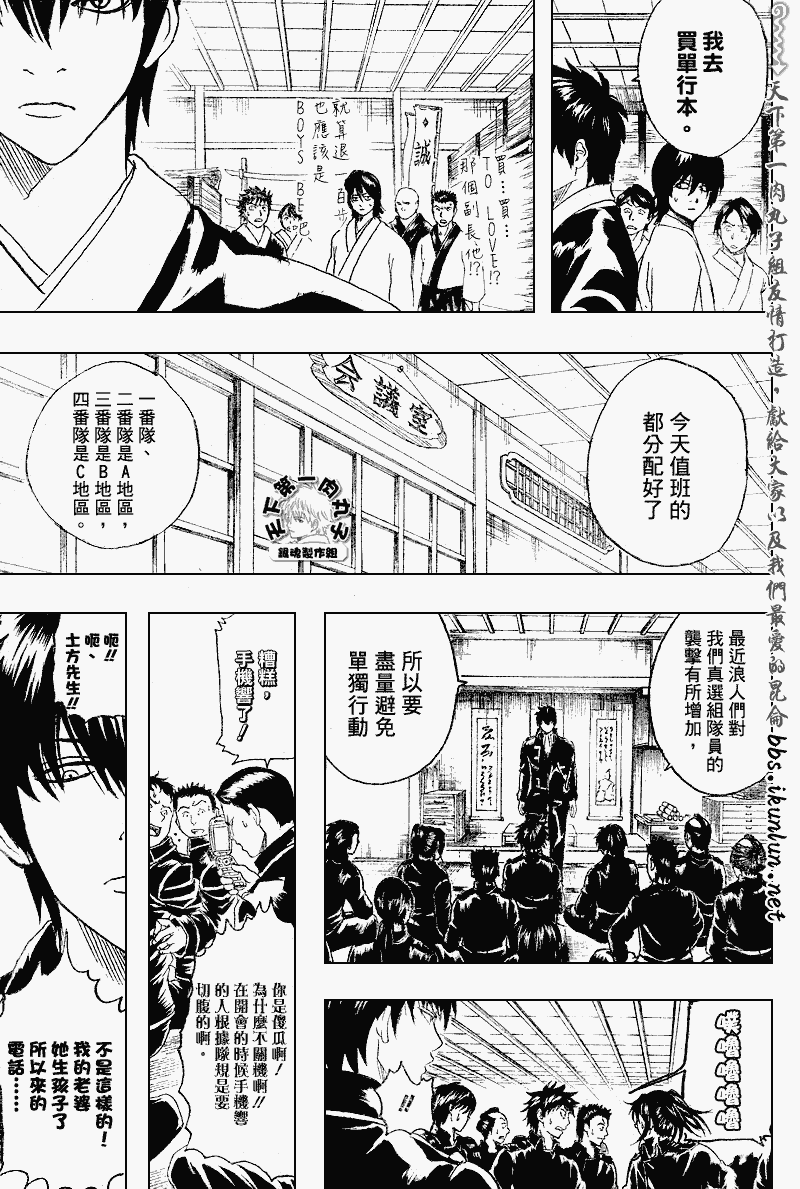 我去
買單行本。
買…買…
TO LOVE!?
那個副長他!?
誠
就算退一百步
也應該是
BOYS BE吧、
今天值班的
都分配好了
會議室
一番隊、
二番隊是A地區，
三番隊是B地區，
四番隊是C地區。
天下第一肉丸子
銀魂製作組
最近浪人們對
我們真選組隊員的
襲擊有所增加，
所以要
盡量避免
單獨行動
噗嚕嚕嚕
糟糕，
手機響了！
你是傻瓜啊！
為什麼不關機啊!!
在開會的時候手機響
的人根據隊規是要
切腹的啊。
呃!!
呃、
土方先生!!
不是這樣的！
我的老婆
她生孩子了
所以來的
電話……
天下第一肉丸子組友情打造。獻給大家以及我們最愛的昆侖-bbs.ikunlun.net